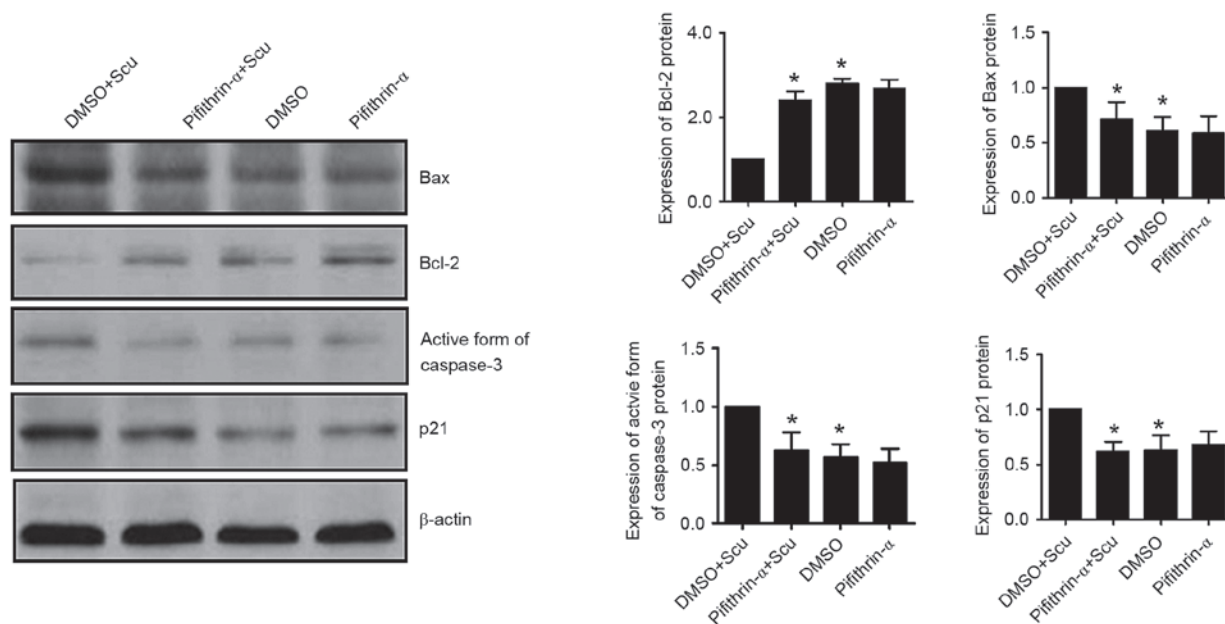 DMSO+Scu
Pifithrin-α+Scu
DMSO
Pifithrin-α
Bax
Bcl-2
Active form of
caspase-3
p21
β-actin
Expression of Bcl-2 protein
4.0
2.0
0.0
*
*
DMSO+Scu
Pifithrin-α+Scu
DMSO
Pifithrin-α
Expression of Bax protein
1.5
1.0
0.5
0.0
*
*
DMSO+Scu
Pifithrin-α+Scu
DMSO
Pifithrin-α
Expression of actvie form
of caspase-3 protein
1.5
1.0
0.5
0.0
*
*
DMSO+Scu
Pifithrin-α+Scu
DMSO
Pifithrin-α
Expression of p21 protein
1.5
1.0
0.5
0.0
*
*
DMSO+Scu
Pifithrin-α+Scu
DMSO
Pifithrin-α